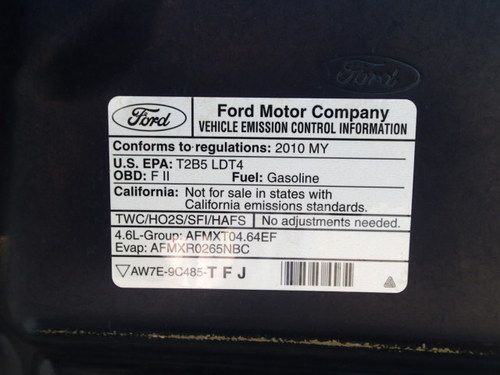 Ford
Ford
Ford Motor Company
VEHICLE EMISSION CONTROL INFORMATION
Conforms to regulations: 2010 MY
U.S. EPA: T2B5 LDT4
OBD: F II Fuel: Gasoline
California: Not for sale in states with
California emissions standards.
TWC/HO2S/SFI/HAFS No adjustments needed.
4.6L-Group: AFMXT04.64EF
Evap: AFMXR0265NBC
AW7E-9C485-T F J